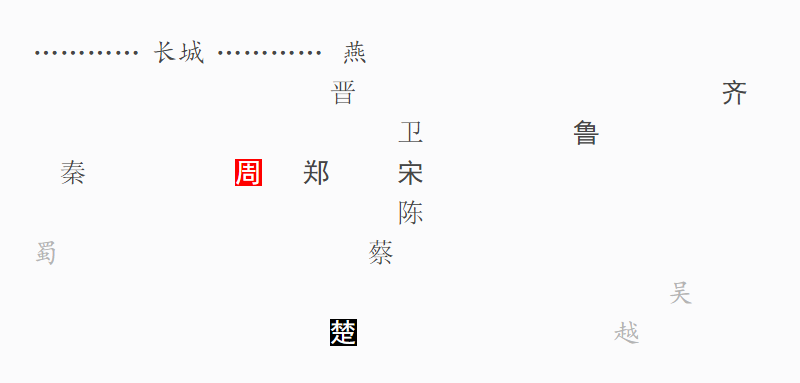 ………… 长城 ………… 燕
晋 齐
卫 鲁
秦 周 郑 宋
陈
蜀 蔡
吴
楚 越